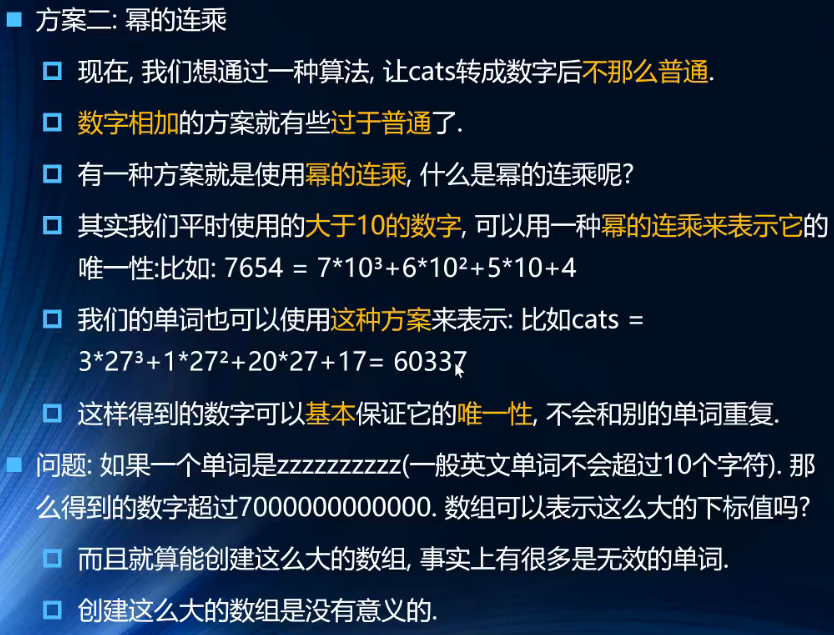 方案二: 幂的连乘
现在, 我们想通过一种算法, 让cats转成数字后不那么普通.
数字相加的方案就有些过于普通了.
有一种方案就是使用幂的连乘, 什么是幂的连乘呢?
其实我们平时使用的大于10的数字, 可以用一种幂的连乘来表示它的
唯一性:比如: 7654 = 7*10³+6*10²+5*10+4
我们的单词也可以使用这种方案来表示: 比如cats =
3*27³+1*27²+20*27+17= 60337
这样得到的数字可以基本保证它的唯一性, 不会和别的单词重复.
问题: 如果一个单词是zzzzzzzzzz(一般英文单词不会超过10个字符). 那
么得到的数字超过7000000000000. 数组可以表示这么大的下标值吗?
而且就算能创建这么大的数组, 事实上有很多是无效的单词.
创建这么大的数组是没有意义的.